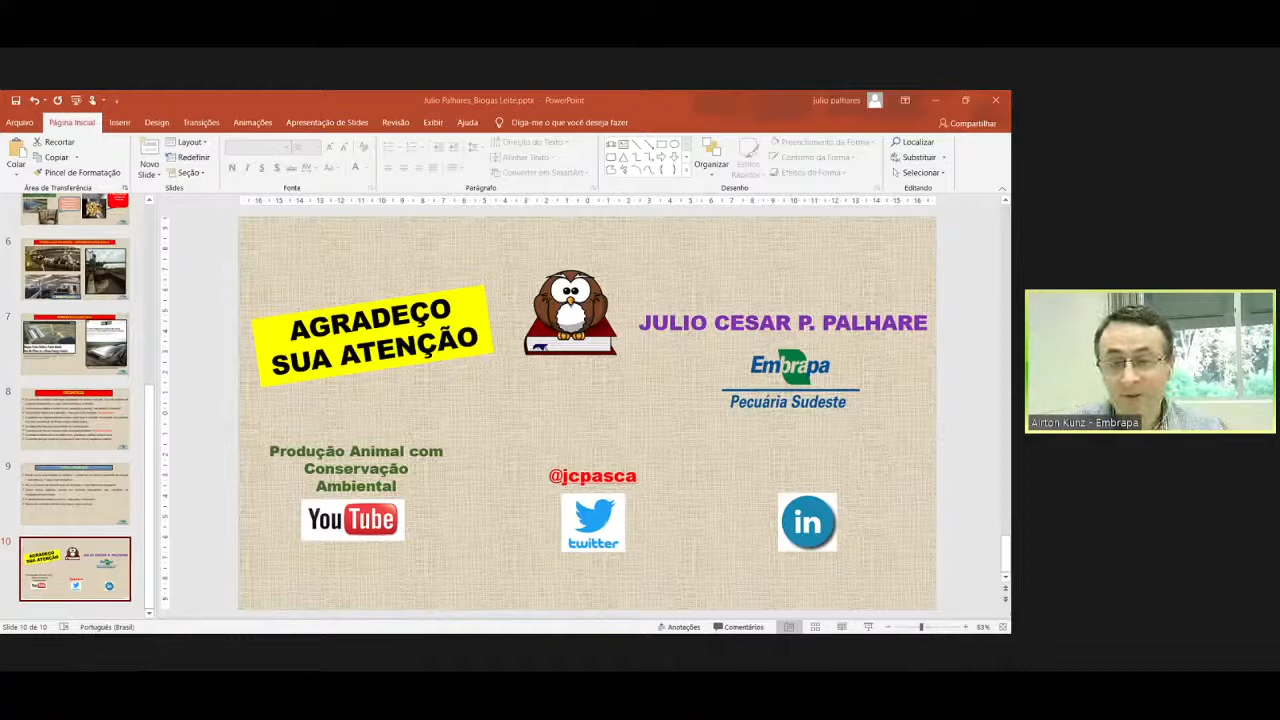 Julio Palhares_Biogas Leite.pptx - PowerPoint
julio palhares
Arquivo
Página Inicial
Inserir
Design
Transições
Animações
Apresentação de Slides
Revisão
Exibir
Ajuda
Diga-me o que você deseja fazer
Compartilhar
Colar
Recortar
Copiar
Pincel de Formatação
Área de Transferência
Novo
Slide
Layout
Redefinir
Seção
Slides
Fonte
Direção do Texto
Alinhar Texto
Converter em SmartArt
Parágrafo
Organizar
Estilos
Rápidos
Preenchimento da Forma
Contorno da Forma
Efeitos de Forma
Desenho
Localizar
Substituir
Selecionar
Editando
6
7
8
9
10
AGRADEÇO
SUA ATENÇÃO
JULIO CESAR P. PALHARE
Embrapa
Pecuária Sudeste
Produção Animal com
Conservação
Ambiental
YouTube
@jcpasca
twitter
in
Airton Kunz - Embrapa
Slide 10 de 10
Português (Brasil)
Anotações
Comentários
83%